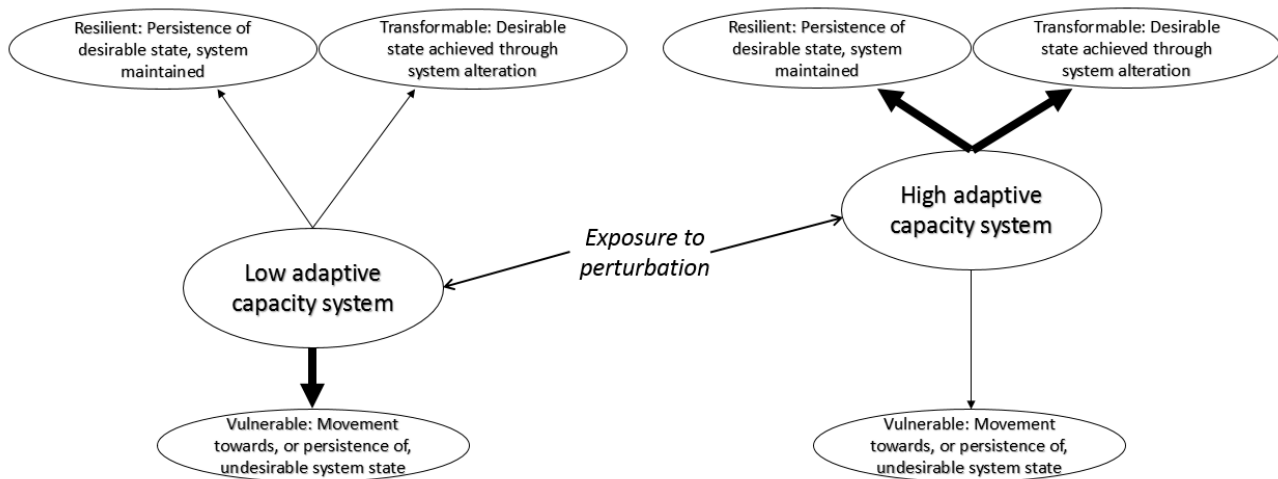 Resilient: Persistence of
desirable state, system
maintained
Transformable: Desirable
state achieved through
system alteration
Resilient: Persistence of
desirable state, system
maintained
Transformable: Desirable
state achieved through
system alteration
High adaptive
capacity system
Exposure to
perturbation
Low adaptive
capacity system
Vulnerable: Movement
towards, or persistence of,
undesirable system state
Vulnerable: Movement
towards, or persistence of,
undesirable system state